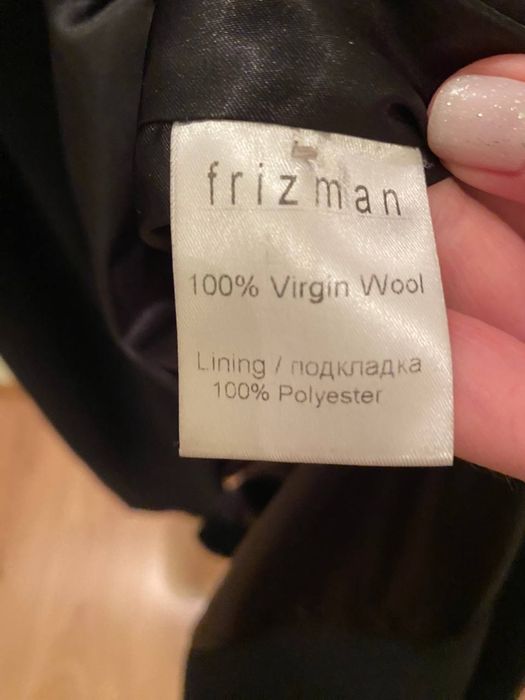 frizman
100% Virgin Wool
Lining / подкладка
100% Polyester